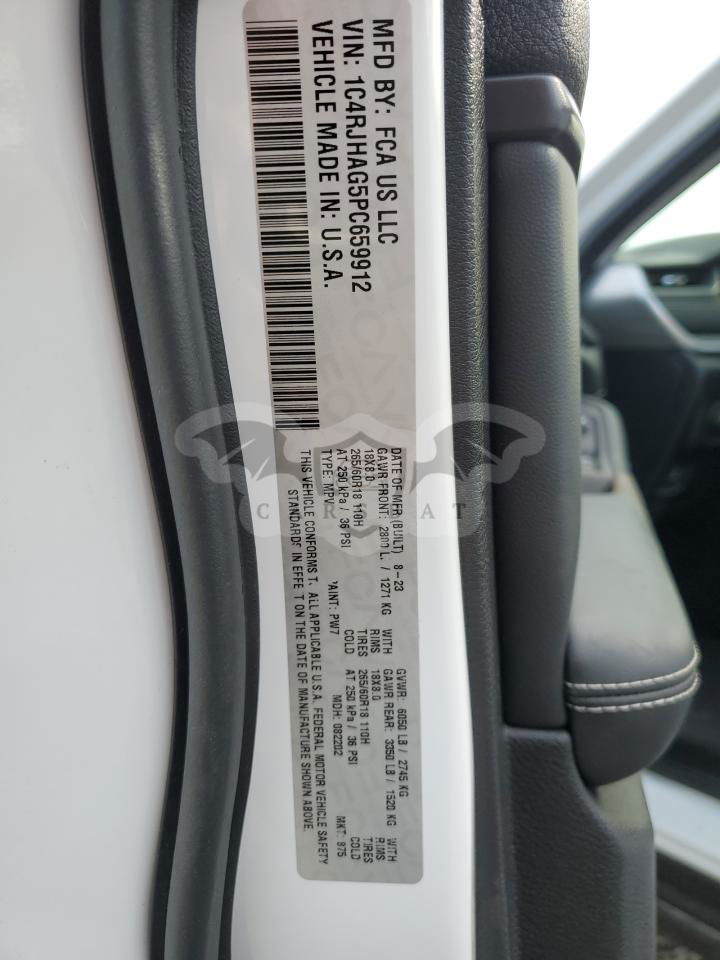 MFD BY: FCA US LLC
VIN: 1C4RJHAG5PC659912
VEHICLE MADE IN: U.S.A.
DATE OF MFR (BUILT) 8-23 GVWR: 6050 LB / 2745 KG
GAWR FRONT: 2800 L. / 1271 KG WITH GAWR REAR: 3350 LB / 1520 KG WITH
18X8.0 RIMS 18X8.0 RIMS
265/60R18 110H TIRES 265/60R18 110H TIRES
AT 250 kPa / 36 PSI COLD AT 250 kPa / 36 PSI COLD
TYPE: MPV PAINT: PW7 MDH: 082202 MKT: 875
THIS VEHICLE CONFORMS T. ALL APPLICABLE U.S.A. FEDERAL MOTOR VEHICLE SAFETY
STANDARDS IN EFFECT ON THE DATE OF MANUFACTURE SHOWN ABOVE.